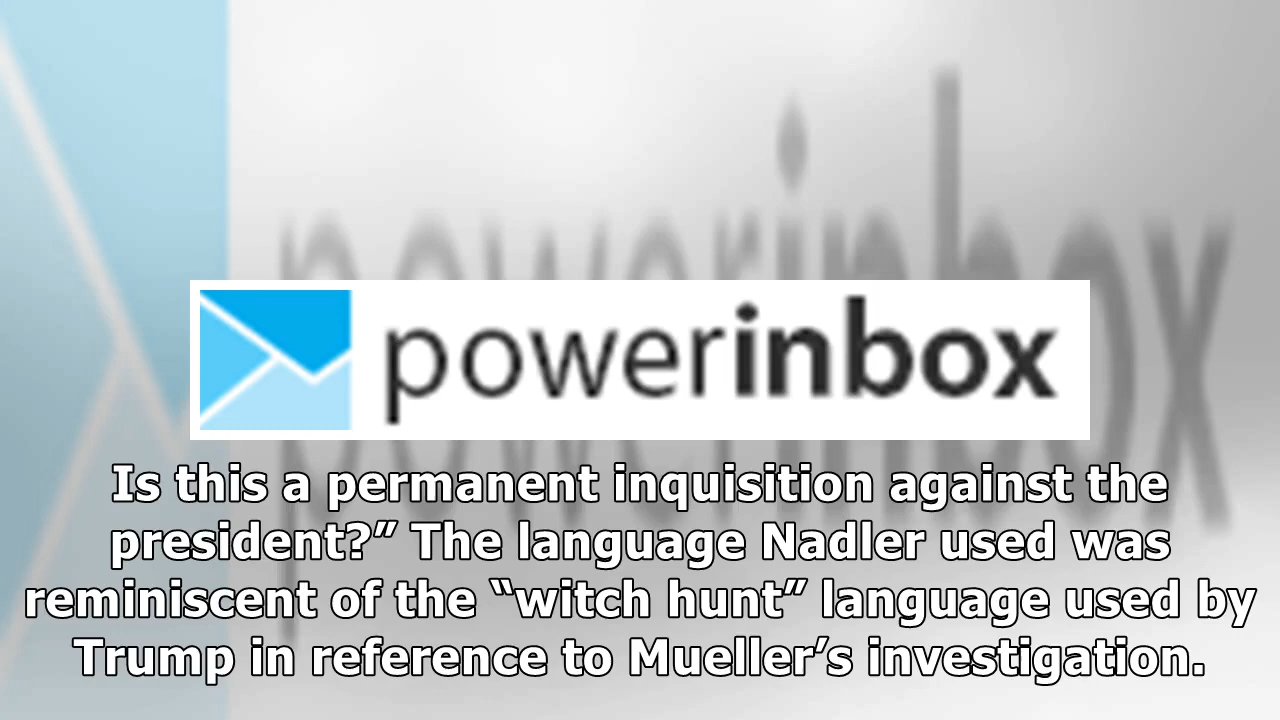 powerinbox
powerinbox
Is this a permanent inquisition against the
president?” The language Nadler used was
reminiscent of the “witch hunt” language used by
Trump in reference to Mueller’s investigation.